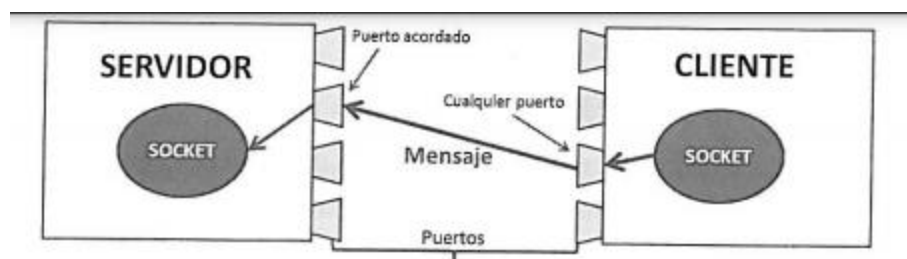 Puerto acordado
SERVIDOR
CLIENTE
Cualquier puerto
SOCKET
Mensaje
SOCKET
Puertos